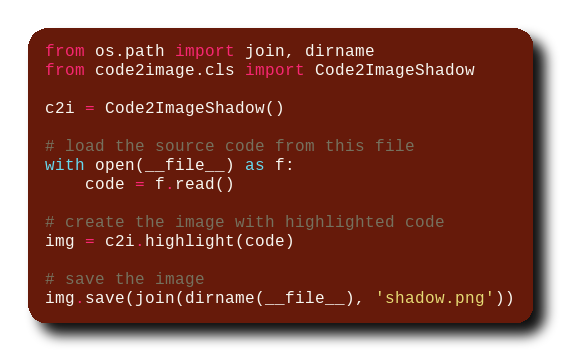 from os.path import join, dirname
from code2image.cls import Code2ImageShadow

c2i = Code2ImageShadow()

# load the source code from this file
with open(__file__) as f:
    code = f.read()

# create the image with highlighted code
img = c2i.highlight(code)

# save the image
img.save(join(dirname(__file__), 'shadow.png'))